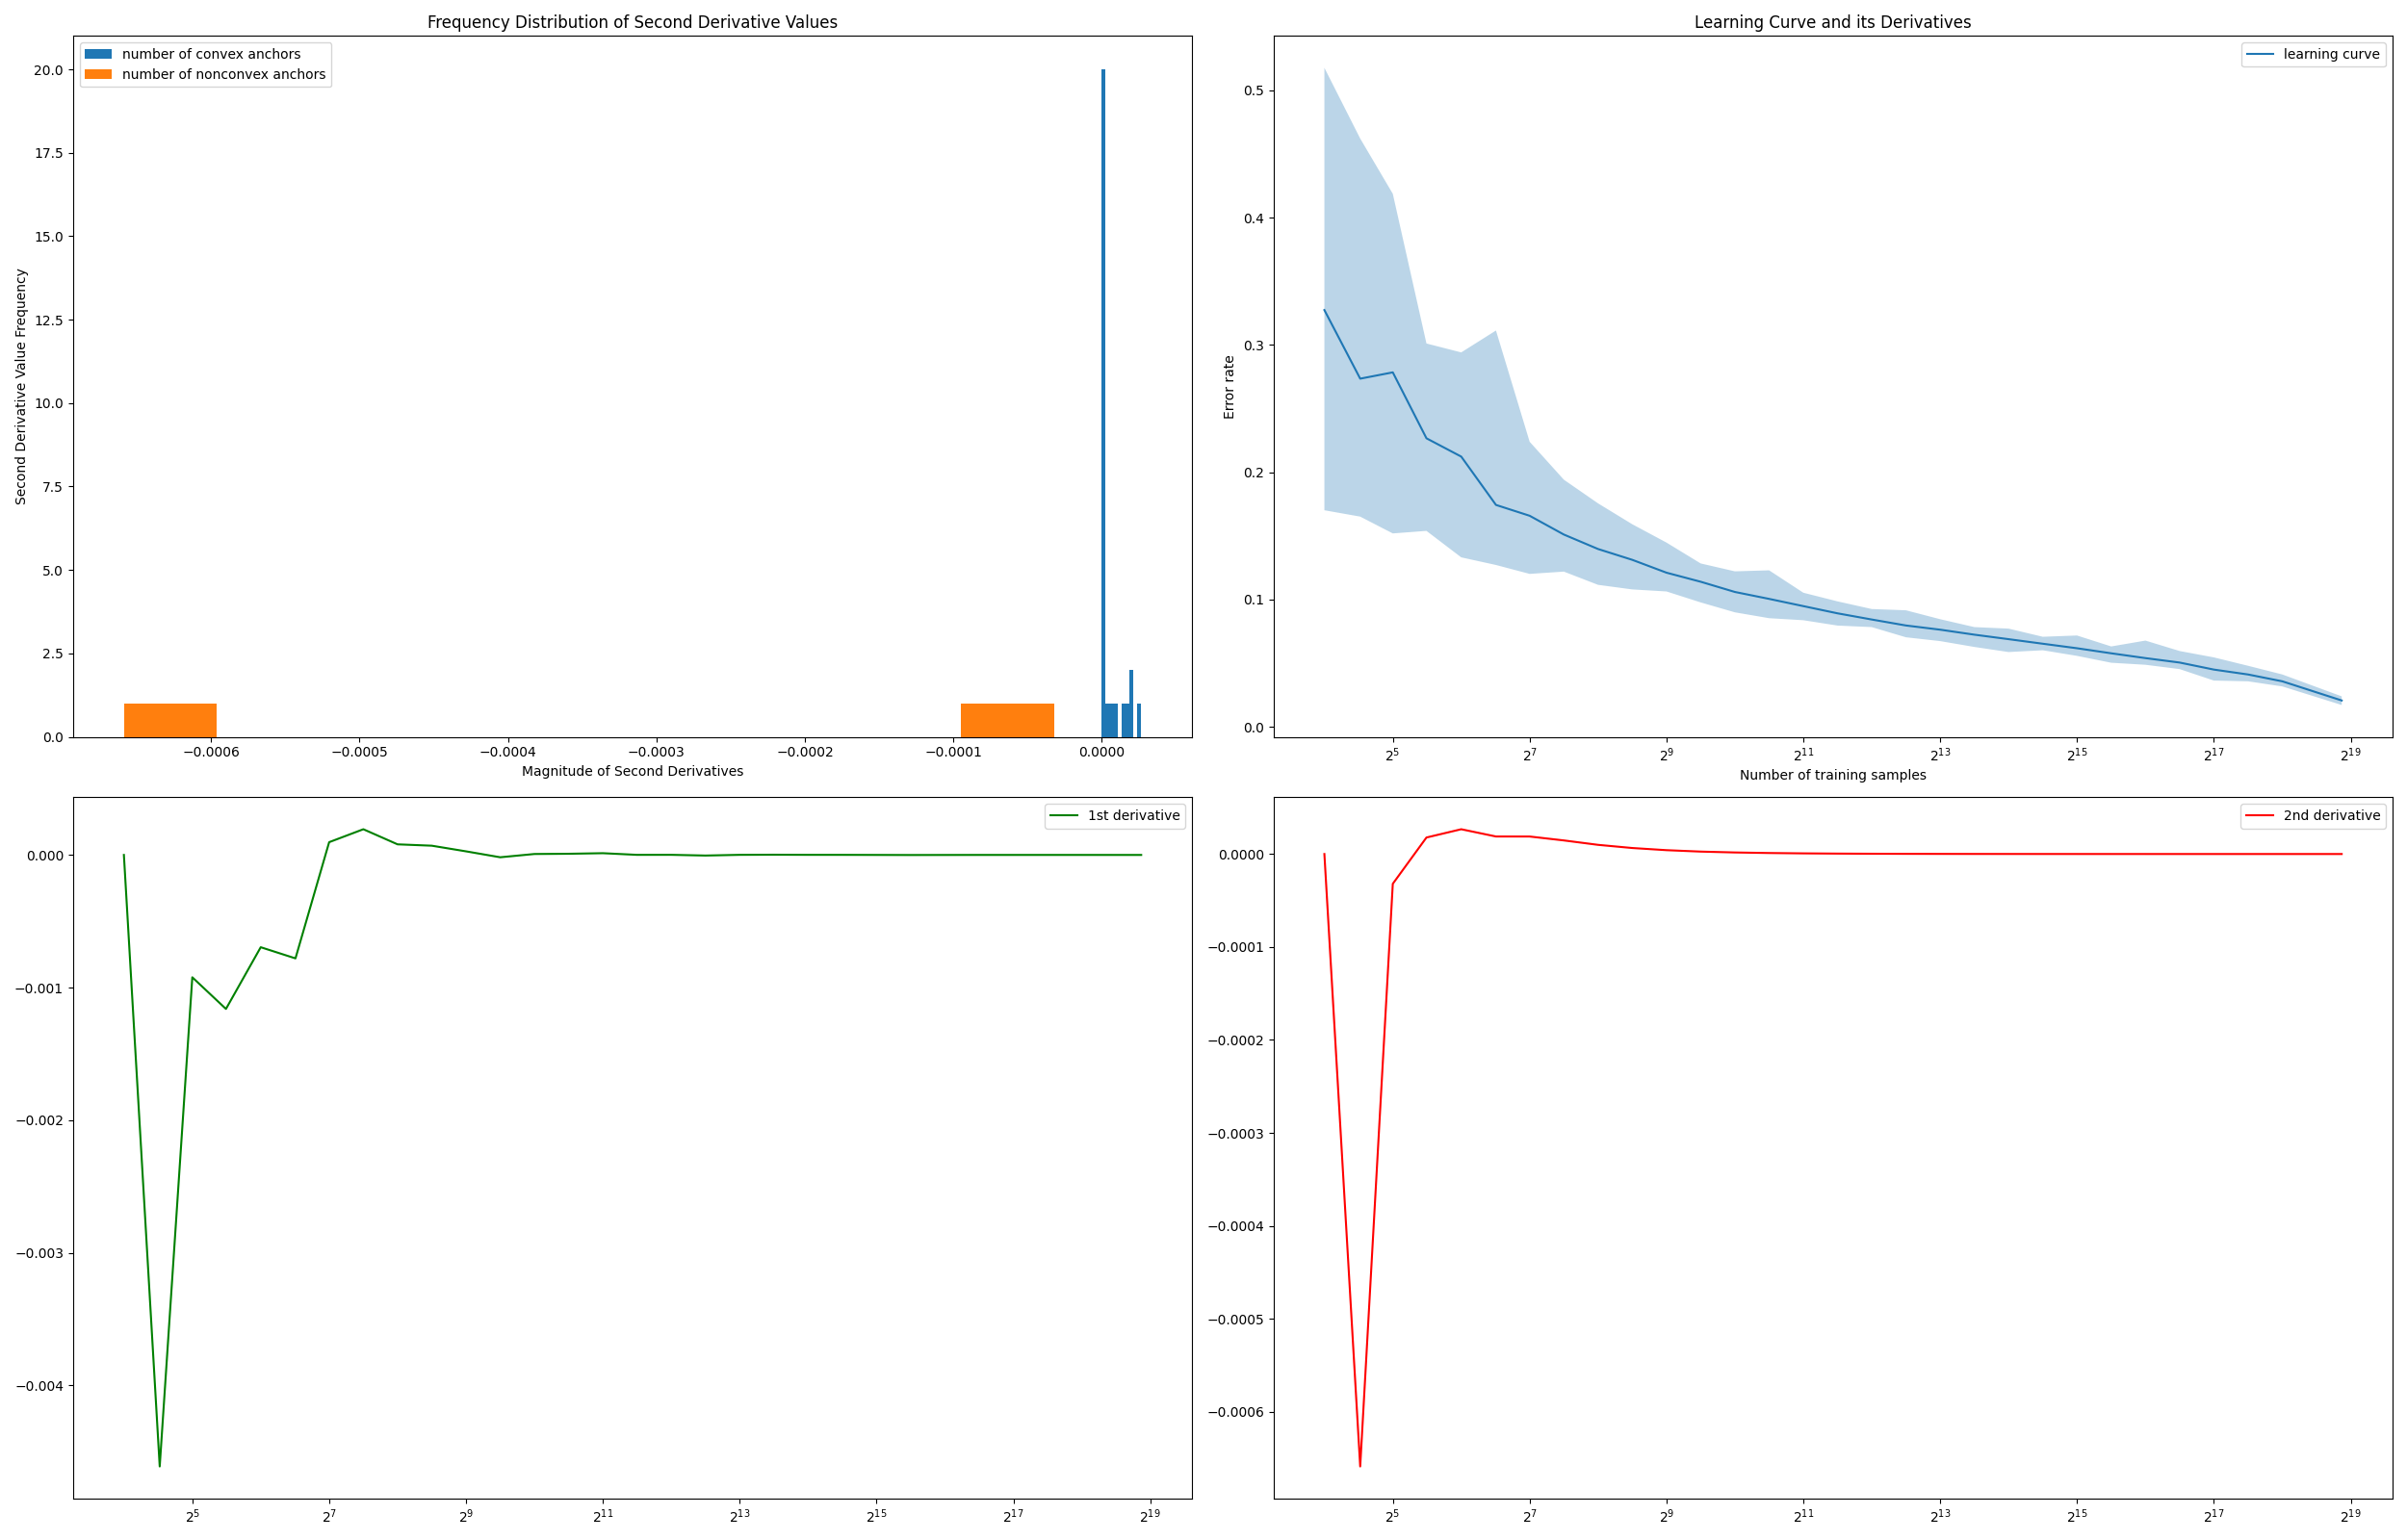 Frequency Distribution of Second Derivative Values
number of convex anchors
number of nonconvex anchors
20.0
17.5
15.0
12.5
10.0
7.5
5.0
2.5
0.0
Second Derivative Value Frequency
−0.0006 −0.0005 −0.0004 −0.0003 −0.0002 −0.0001 0.0000
Magnitude of Second Derivatives
Learning Curve and its Derivatives
learning curve
0.5
0.4
0.3
0.2
0.1
0.0
Error rate
2⁵ 2⁷ 2⁹ 2¹¹ 2¹³ 2¹⁵ 2¹⁷ 2¹⁹
Number of training samples
1st derivative
0.000
−0.001
−0.002
−0.003
−0.004
2⁵ 2⁷ 2⁹ 2¹¹ 2¹³ 2¹⁵ 2¹⁷ 2¹⁹
2nd derivative
0.0000
−0.0001
−0.0002
−0.0003
−0.0004
−0.0005
−0.0006
2⁵ 2⁷ 2⁹ 2¹¹ 2¹³ 2¹⁵ 2¹⁷ 2¹⁹